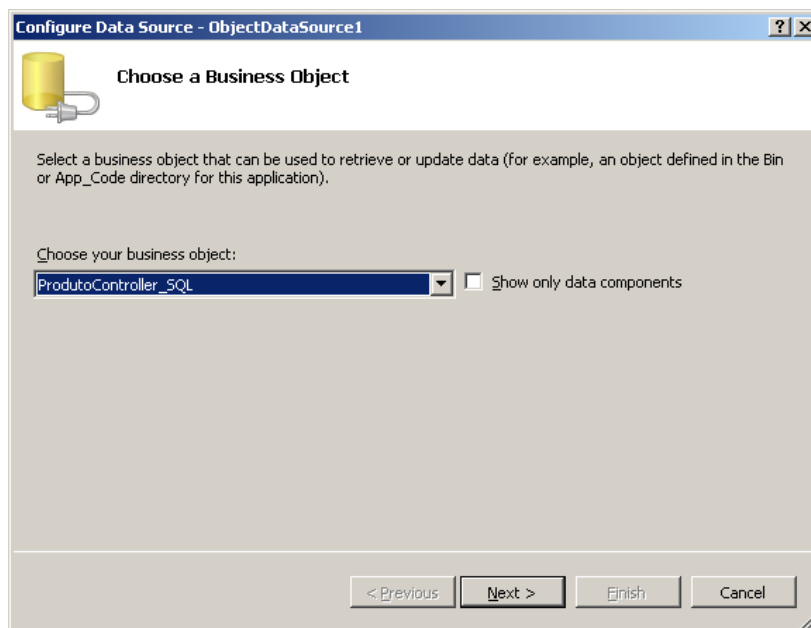 Configure Data Source - ObjectDataSource1
Choose a Business Object
Select a business object that can be used to retrieve or update data (for example, an object defined in the Bin
or App_Code directory for this application).
Choose your business object:
ProdutoController_SQL
Show only data components
< Previous
Next >
Finish
Cancel